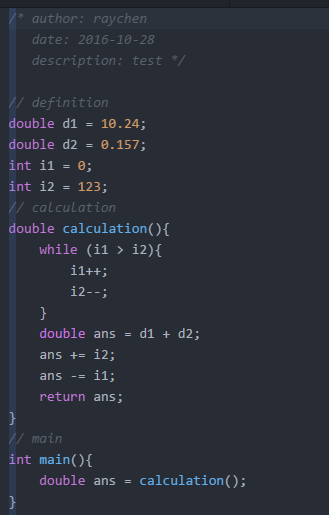 /* author: raychen
   date: 2016-10-28
   description: test */

// definition
double d1 = 10.24;
double d2 = 0.157;
int i1 = 0;
int i2 = 123;
// calculation
double calculation(){
    while (i1 > i2){
        i1++;
        i2--;
    }
    double ans = d1 + d2;
    ans += i2;
    ans -= i1;
    return ans;
}
// main
int main(){
    double ans = calculation();
}